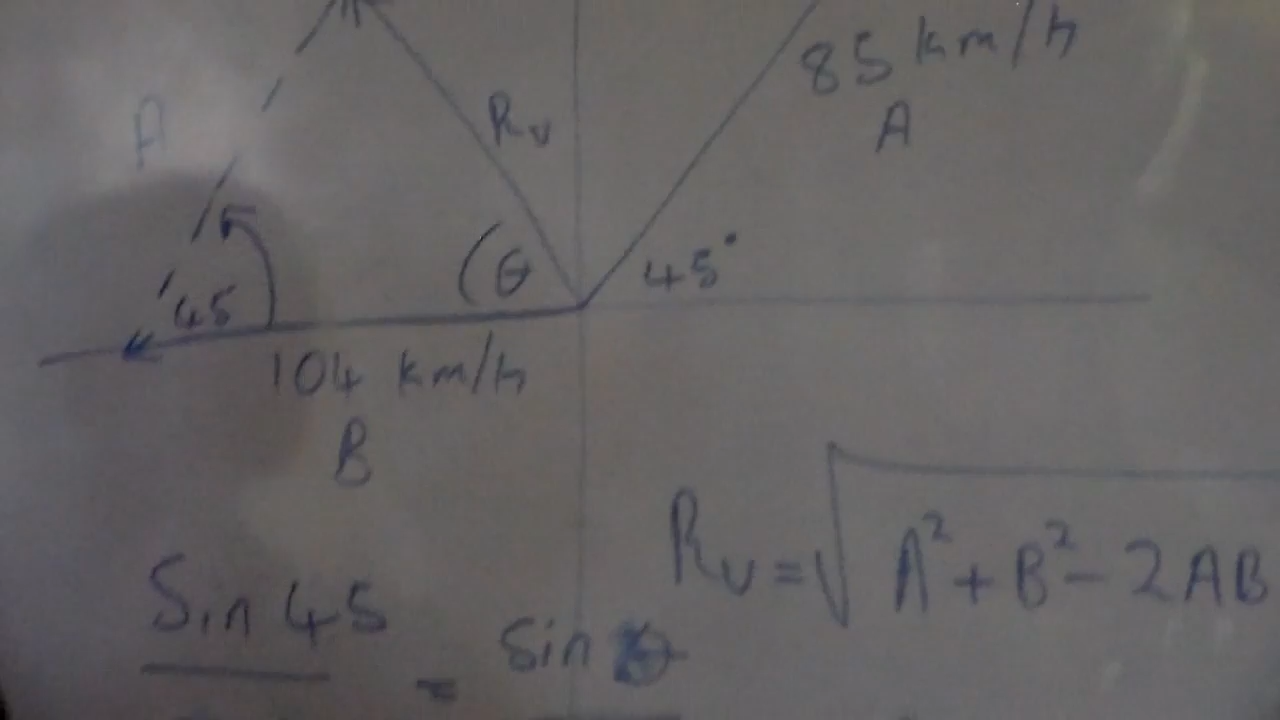 85 km/h
A
A
Rv
θ
45°
45
104 km/h
B
Rv = √A² + B² - 2AB
Sin 45 = Sin θ